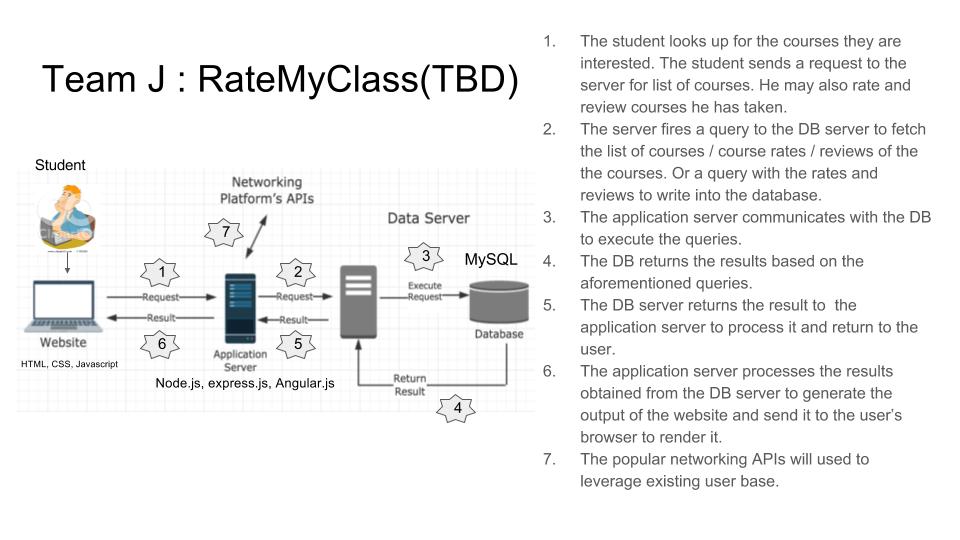 Team J : RateMyClass(TBD)
Student
Networking
Platform's APIs
7
Data Server
1
2
3
MySQL
Request
Request
Execute
Request
Result
Result
Website
6
5
Database
HTML, CSS, Javascript
Application
Server
Node.js, express.js, Angular.js
Return
Result
4
1. The student looks up for the courses they are
interested. The student sends a request to the
server for list of courses. He may also rate and
review courses he has taken.
2. The server fires a query to the DB server to fetch
the list of courses / course rates / reviews of the
the courses. Or a query with the rates and
reviews to write into the database.
3. The application server communicates with the DB
to execute the queries.
4. The DB returns the results based on the
aforementioned queries.
5. The DB server returns the result to  the
application server to process it and return to the
user.
6. The application server processes the results
obtained from the DB server to generate the
output of the website and send it to the user's
browser to render it.
7. The popular networking APIs will used to
leverage existing user base.